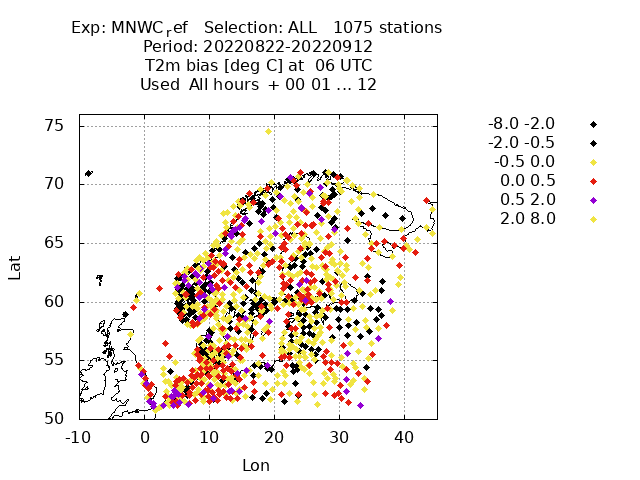 Exp: MNWC_ref   Selection: ALL   1075 stations
Period: 20220822-20220912
T2m bias [deg C] at  06 UTC
Used  All hours  + 00 01 ... 12
-8.0 -2.0
-2.0 -0.5
-0.5 0.0
0.0 0.5
0.5 2.0
2.0 8.0
75
70
65
60
55
50
Lat
-10 0 10 20 30 40
Lon